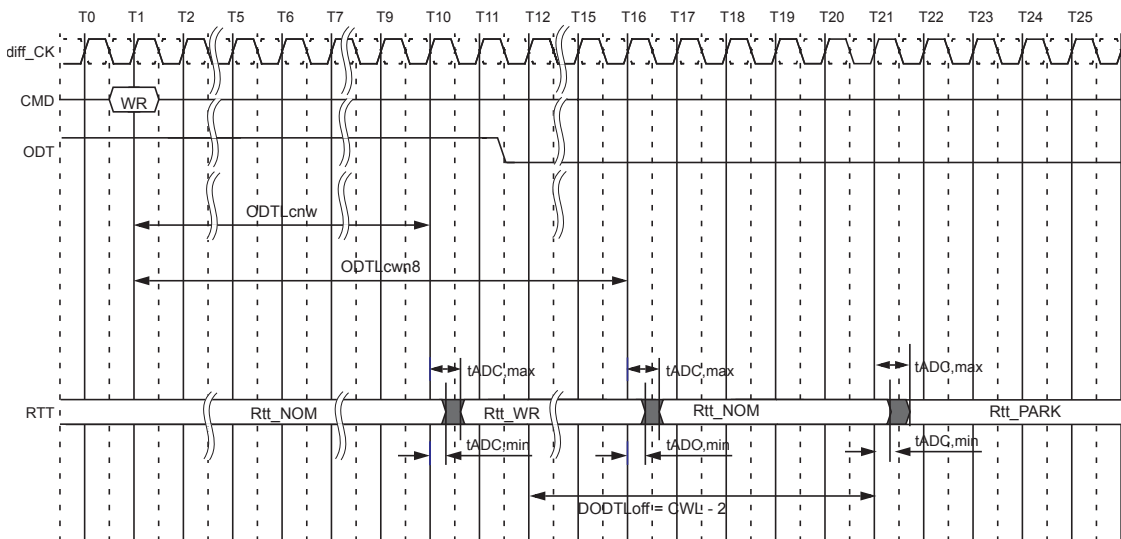 T0 T1 T2 T5 T6 T7 T9 T10 T11 T12 T15 T16 T17 T18 T19 T20 T21 T22 T23 T24 T25
diff_CK
CMD WR
ODT
ODTLcnw
ODTLcwn8
tADC,max tADC,max tADC,max
RTT Rtt_NOM Rtt_WR Rtt_NOM Rtt_PARK
tADC,min tADC,min tADC,min
DODTLoff = CWL - 2